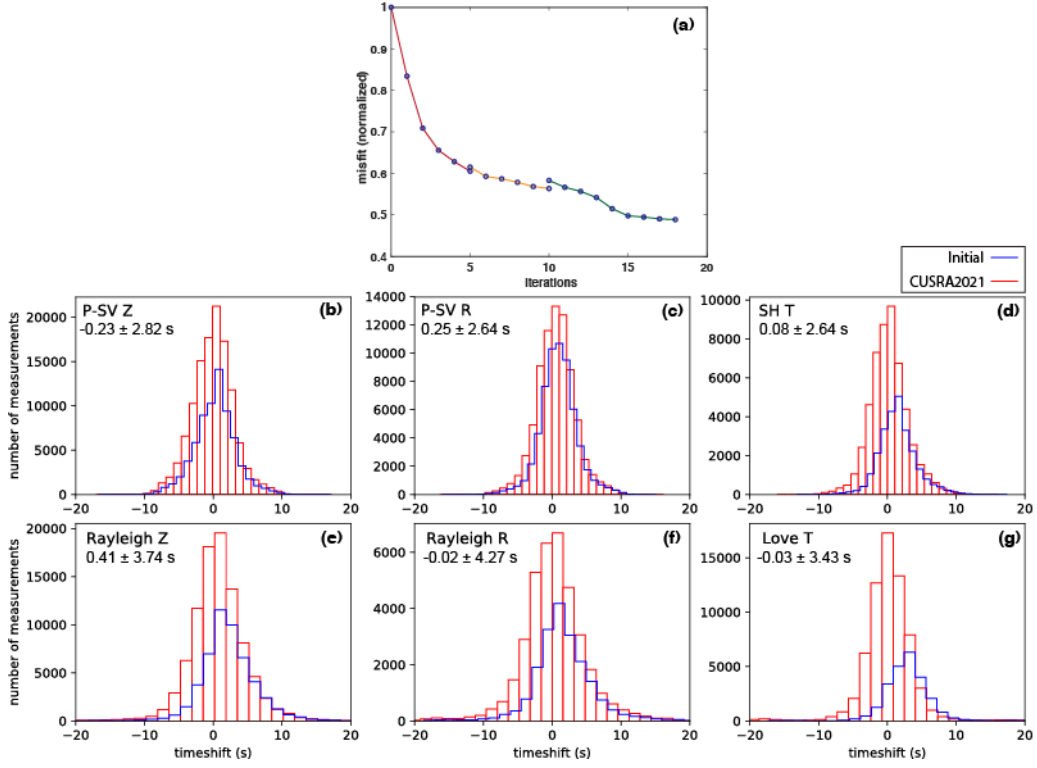 (a)
1
0.9
0.8
0.7
0.6
0.5
0.4
misfit (normalized)
0 5 10 15 20
Iterations
Initial
CUSRA2021
P-SV Z
-0.23 ± 2.82 s
(b)
20000
15000
10000
5000
0
number of measurements
−20 −10 0 10 20
P-SV R
0.25 ± 2.64 s
(c)
14000
12000
10000
8000
6000
4000
2000
0
−20 −10 0 10 20
SH T
0.08 ± 2.64 s
(d)
10000
8000
6000
4000
2000
0
−20 −10 0 10 20
Rayleigh Z
0.41 ± 3.74 s
(e)
20000
15000
10000
5000
0
number of measurements
−20 −10 0 10 20
timeshift (s)
Rayleigh R
-0.02 ± 4.27 s
(f)
6000
4000
2000
0
−20 −10 0 10 20
timeshift (s)
Love T
-0.03 ± 3.43 s
(g)
15000
10000
5000
0
−20 −10 0 10 20
timeshift (s)